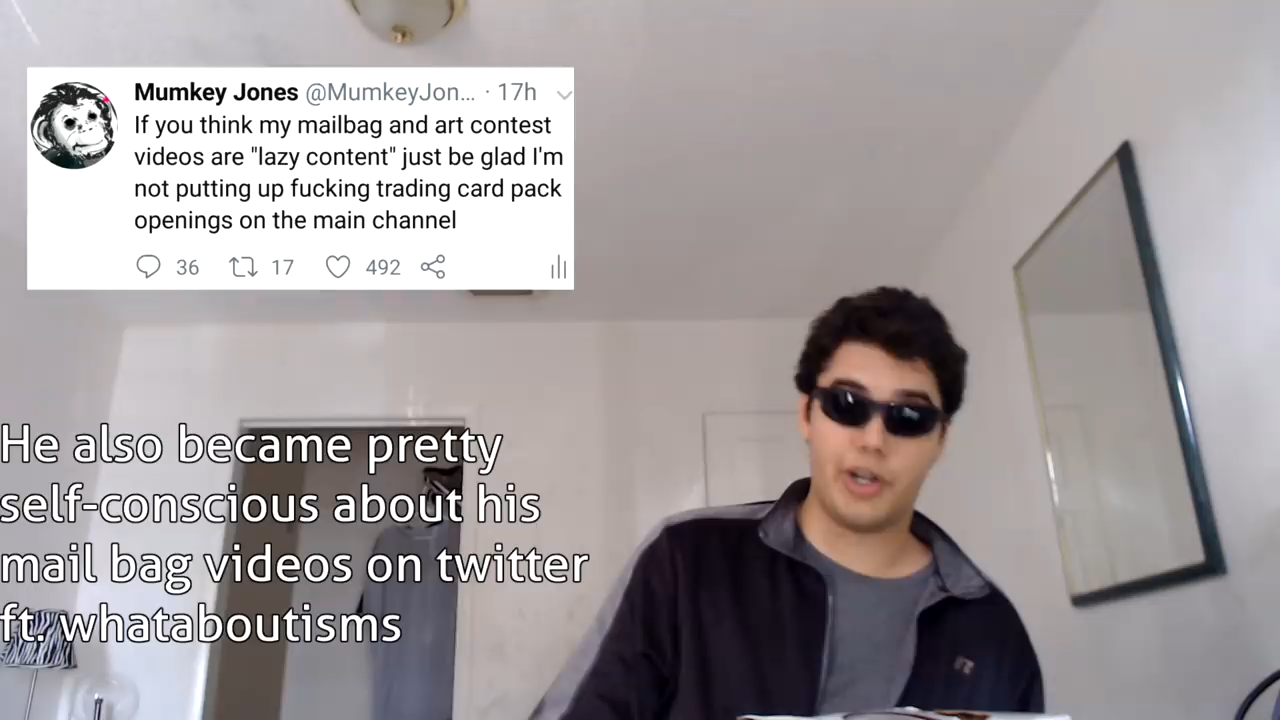 Mumkey Jones @MumkeyJon... · 17h
If you think my mailbag and art contest
videos are "lazy content" just be glad I'm
not putting up fucking trading card pack
openings on the main channel
36 17 492
He also became pretty
self-conscious about his
mail bag videos on twitter
ft. whataboutisms